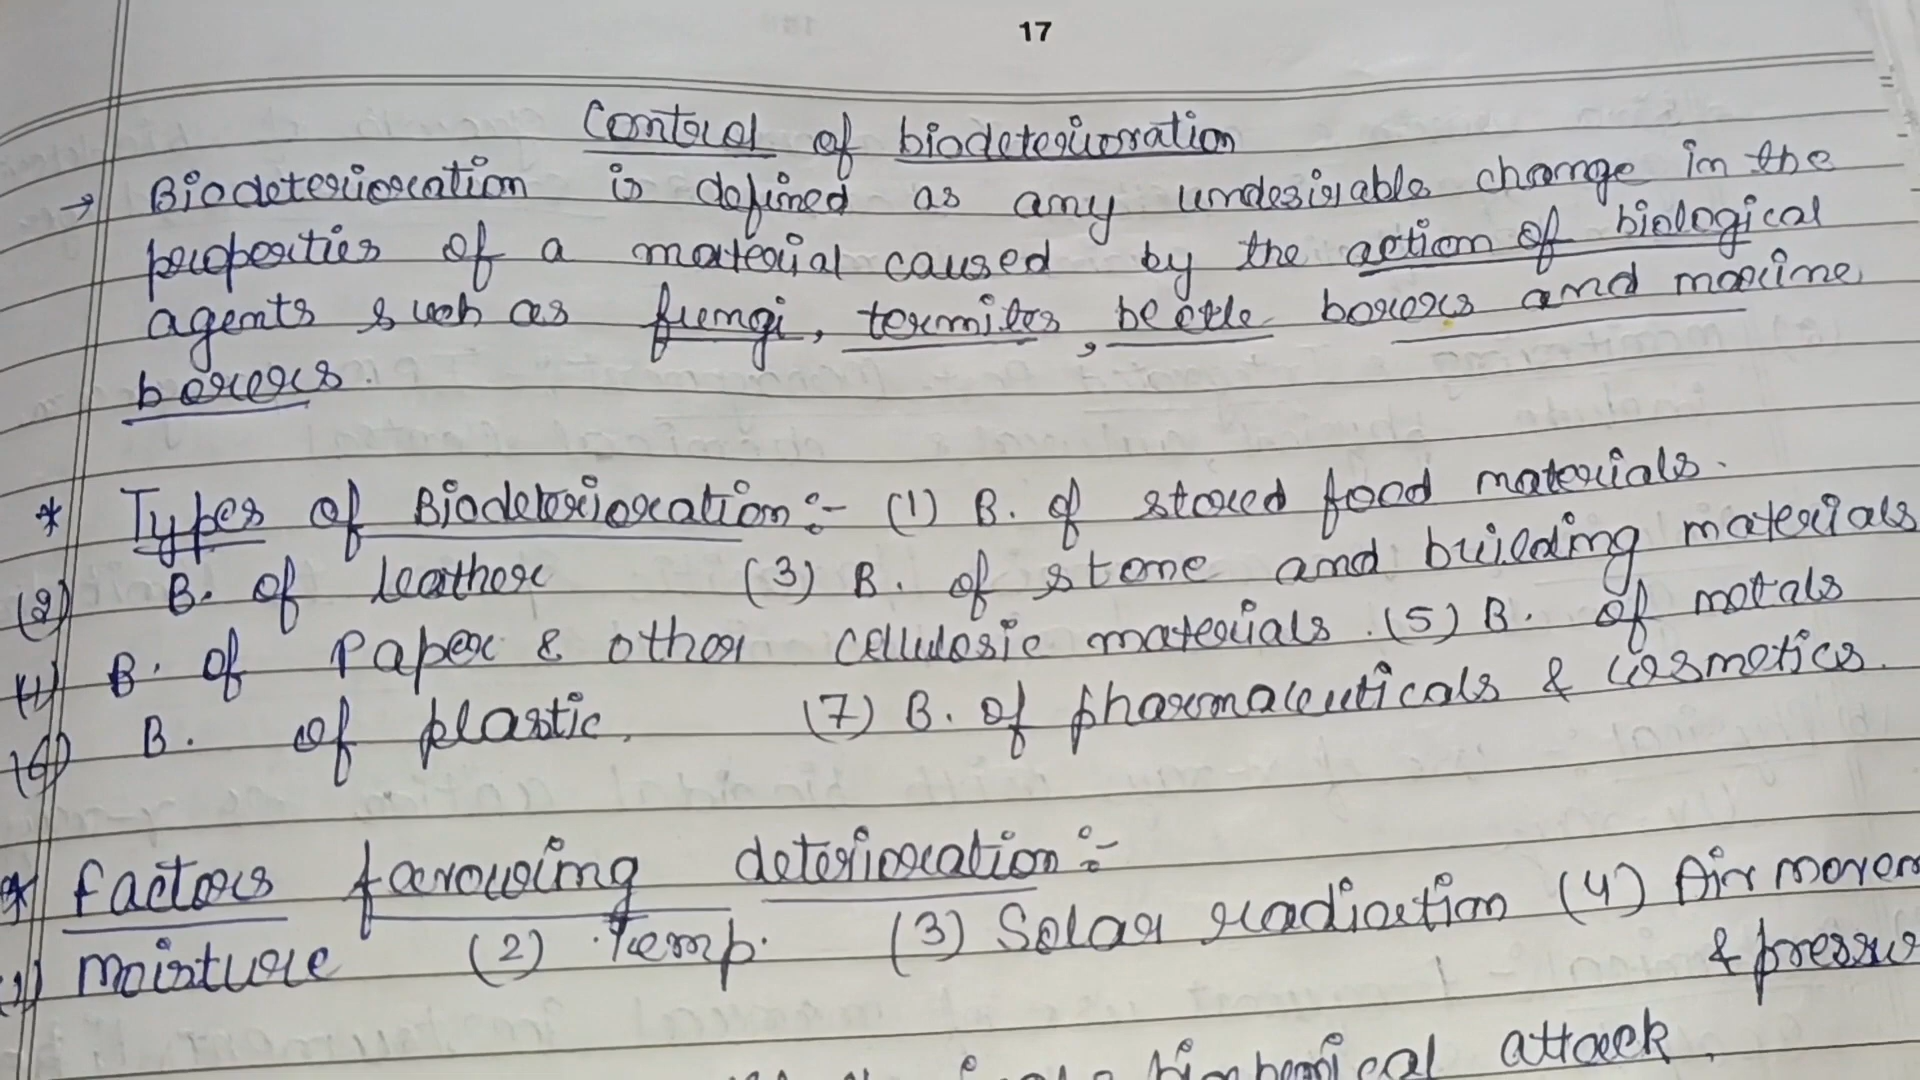 17
Control of biodeterioration
→ Biodeterioration is defined as any undesirable change in the
properties of a material caused by the action of biological
agents such as fungi, termites, beetle borers and marine
borers.
* Types of Biodeterioration :- (1) B. of stored food materials.
(2) B. of leather (3) B. of stone and building materials
(4) B. of Paper & other cellulosic materials. (5) B. of metals
(6) B. of plastic. (7) B. of pharmaceuticals & cosmetics.
* factors favouring deterioration :-
(1) moisture (2) Temp. (3) Solar radiation (4) Air movem
& pressu
attack.